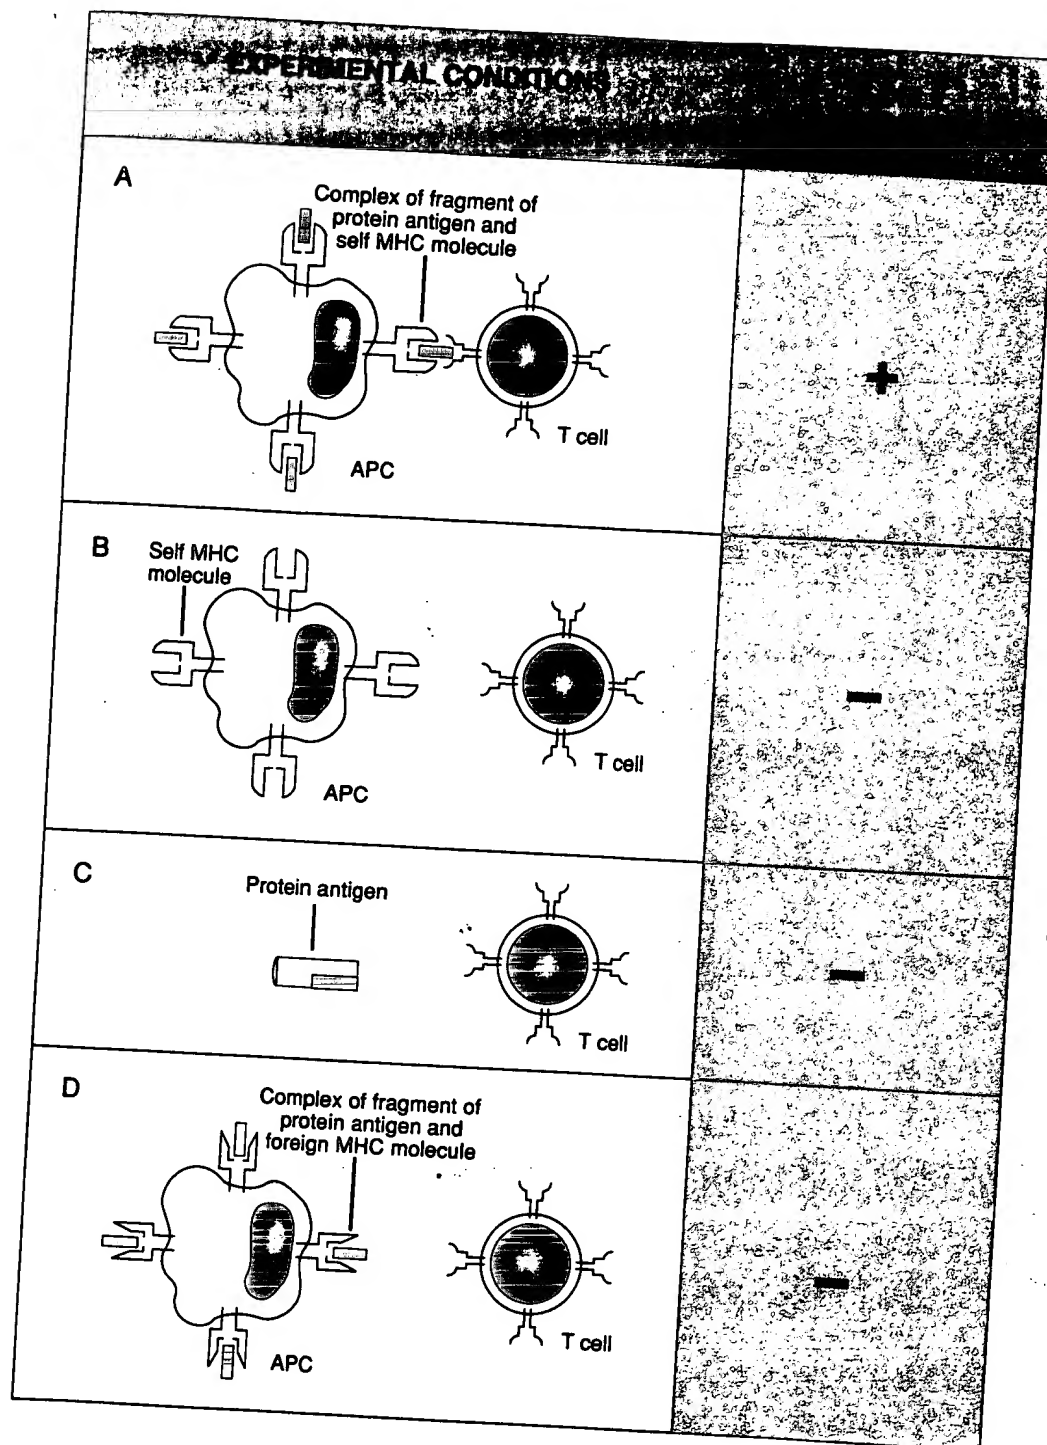 EXPERIMENTAL CONDITIONS
A
Complex of fragment of
protein antigen and
self MHC molecule
+
T cell
APC
B
Self MHC
molecule
−
T cell
APC
C
Protein antigen
−
T cell
D
Complex of fragment of
protein antigen and
foreign MHC molecule
−
T cell
APC